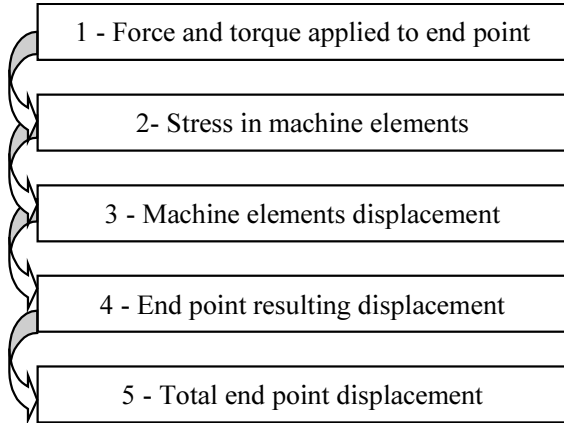 1 - Force and torque applied to end point
2- Stress in machine elements
3 - Machine elements displacement
4 - End point resulting displacement
5 - Total end point displacement